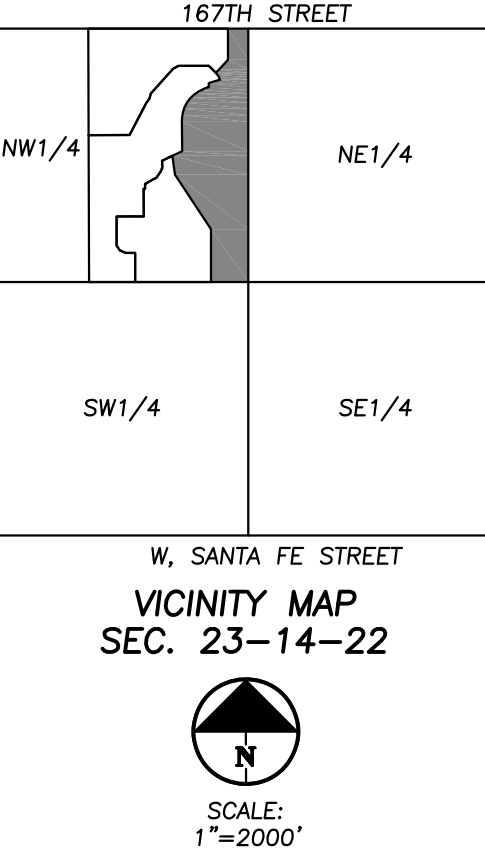 167TH STREET
NW1/4
NE1/4
SW1/4
SE1/4
W, SANTA FE STREET
VICINITY MAP
SEC. 23-14-22
N
SCALE:
1"=2000'